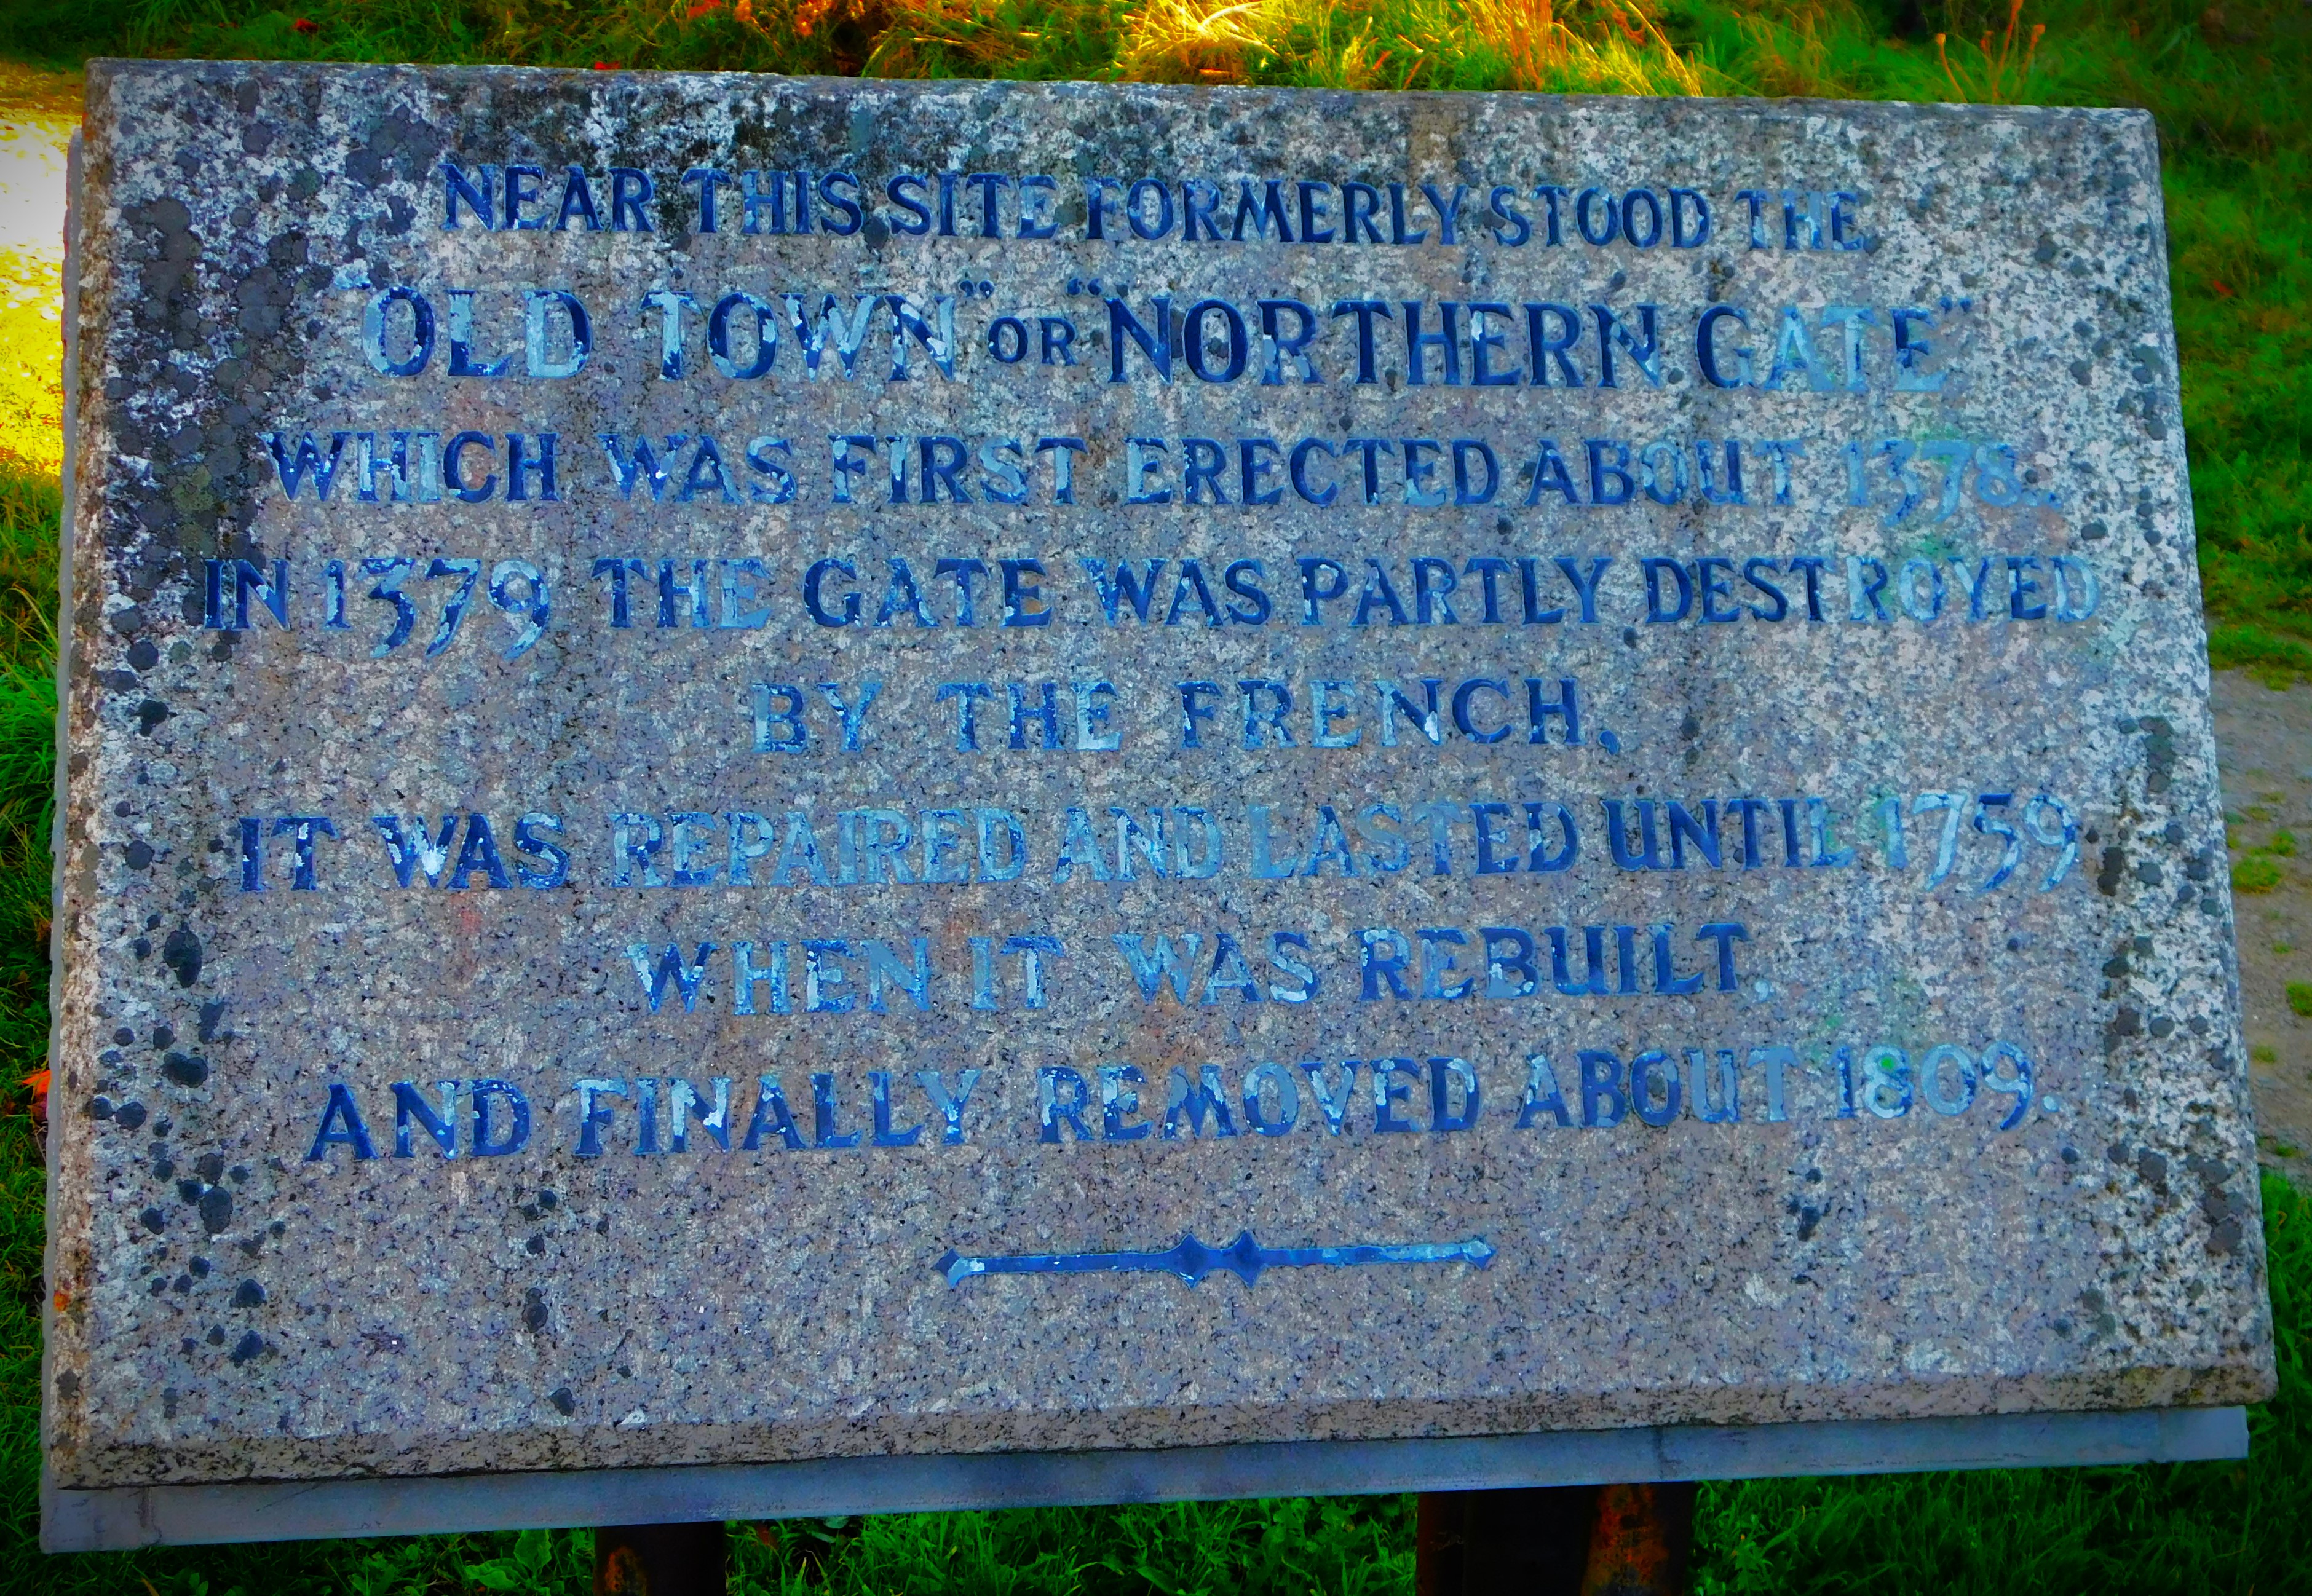 NEAR THIS SITE FORMERLY STOOD THE
"OLD TOWN" OR "NORTHERN GATE"
WHICH WAS FIRST ERECTED ABOUT 1378.
IN 1379 THE GATE WAS PARTLY DESTROYED
BY THE FRENCH,
IT WAS REPAIRED AND LASTED UNTIL 1759
WHEN IT WAS REBUILT,
AND FINALLY REMOVED ABOUT 1809.